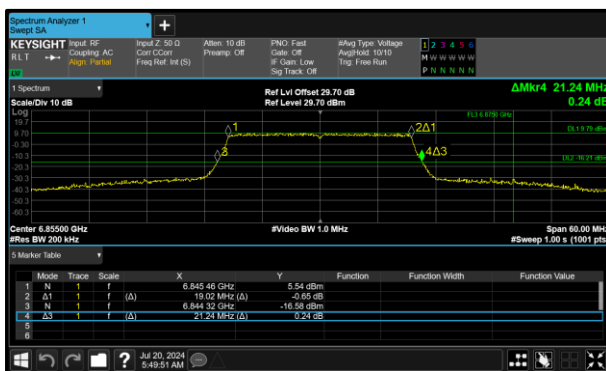 Spectrum Analyzer 1
Swept SA
KEYSIGHT
R L T
Input: RF
Coupling: AC
Align: Partial
Input Z: 50 Ω
Corr CCorr
Freq Ref: Int (S)
Atten: 10 dB
Preamp: Off
PNO: Fast
Gate: Off
IF Gain: Low
Sig Track: Off
#Avg Type: Voltage
Avg|Hold: 10/10
Trig: Free Run
1 2 3 4 5 6
M W W W W W
P N N N N N
1 Spectrum
Scale/Div 10 dB
Ref Lvl Offset 29.70 dB
Ref Level 29.70 dBm
ΔMkr4 21.24 MHz
0.24 dB
Log
19.7
9.70
-0.30
-10.3
-20.3
-30.3
-40.3
-50.3
-60.3
1
2Δ1
3
4Δ3
DL1 9.79 dBm
DL2 -16.21 dBm
Center 6.85500 GHz
#Res BW 200 kHz
#Video BW 1.0 MHz
Span 60.00 MHz
#Sweep 1.00 s (1001 pts)
5 Marker Table
Mode Trace Scale X Y Function Function Width Function Value
1 N 1 f 6.845 46 GHz 5.54 dBm
2 Δ1 1 f (Δ) 19.02 MHz (Δ) -0.65 dB
3 N 1 f 6.844 32 GHz -16.58 dBm
4 Δ3 1 f (Δ) 21.24 MHz (Δ) 0.24 dB
5
6
Jul 20, 2024
5:49:51 AM